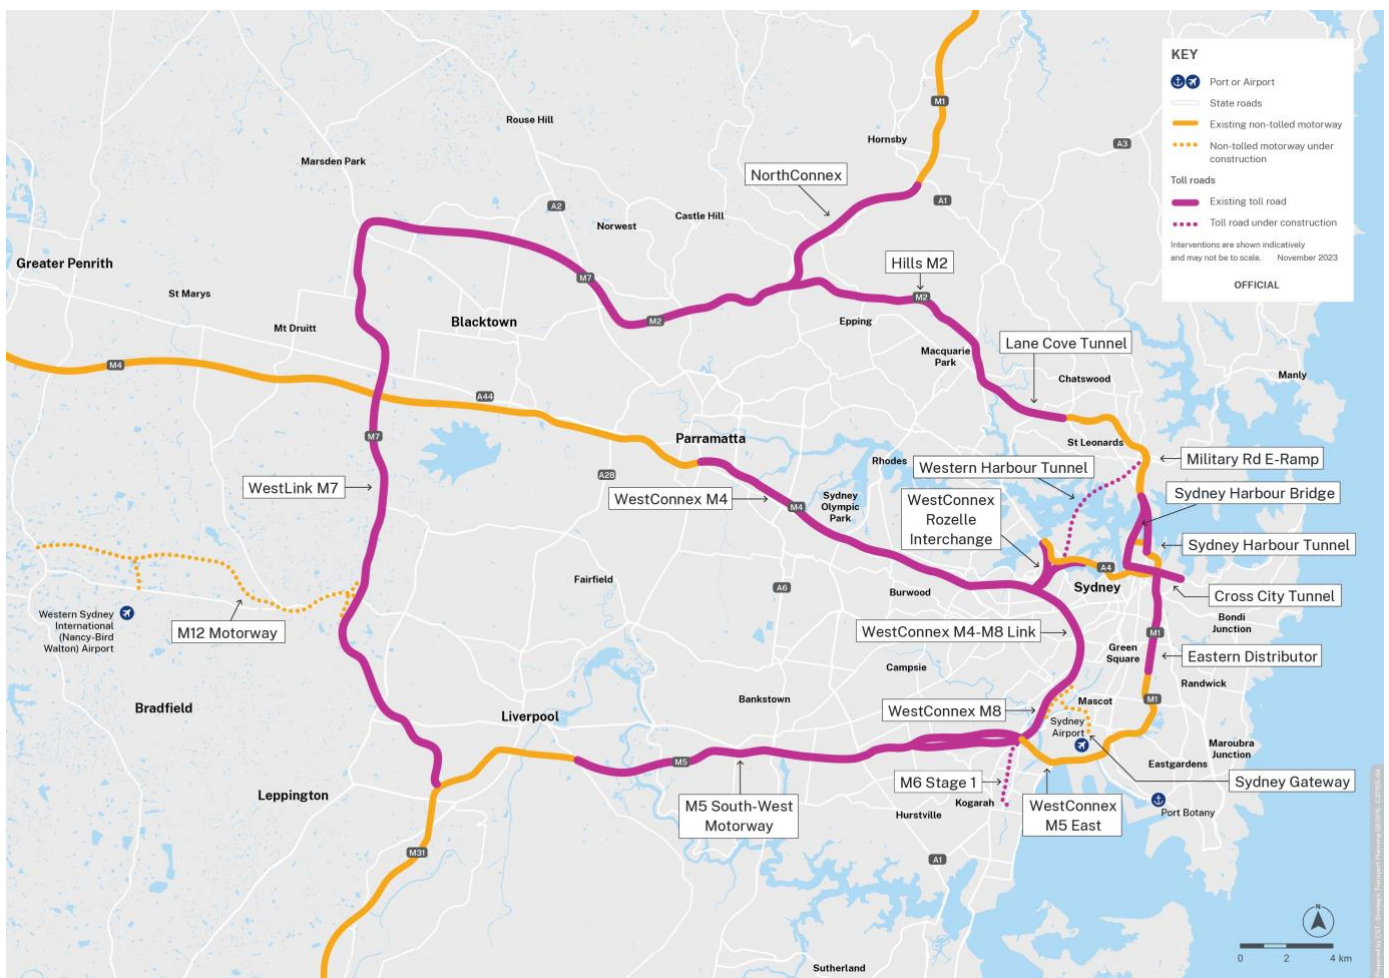 KEY
Port or Airport
State roads
Existing non-tolled motorway
Non-tolled motorway under
construction
Toll roads
Existing toll road
Toll road under construction
Interventions are shown indicatively
and may not be to scale. November 2023
OFFICIAL
M1
Hornsby
A3
Rouse Hill
Marsden Park
NorthConnex
A1
A2
Castle Hill
Norwest
Greater Penrith
Hills M2
M7
St Marys
M2
Blacktown
M2
Epping
Mt Druitt
Lane Cove Tunnel
Macquarie
Park
M4
Chatswood
Manly
A44
M7
Parramatta
St Leonards
Rhodes
Western Harbour Tunnel
Military Rd E-Ramp
A28
WestLink M7
WestConnex M4
Sydney
Olympic
Park
M4
WestConnex
Rozelle
Interchange
Sydney Harbour Bridge
Sydney Harbour Tunnel
A4
Fairfield
A6
Burwood
Sydney
Cross City Tunnel
Western Sydney
International
(Nancy-Bird
Walton) Airport
M12 Motorway
WestConnex M4-M8 Link
M1
Bondi
Junction
Green
Square
Eastern Distributor
Campsie
Randwick
Bradfield
Bankstown
Liverpool
WestConnex M8
Mascot
M1
Sydney
Airport
Maroubra
Junction
Eastgardens
M5
M6 Stage 1
Sydney Gateway
Leppington
M5 South-West
Motorway
Kogarah
Hurstville
WestConnex
M5 East
Port Botany
M31
A1
N
0 2 4 km
Sutherland